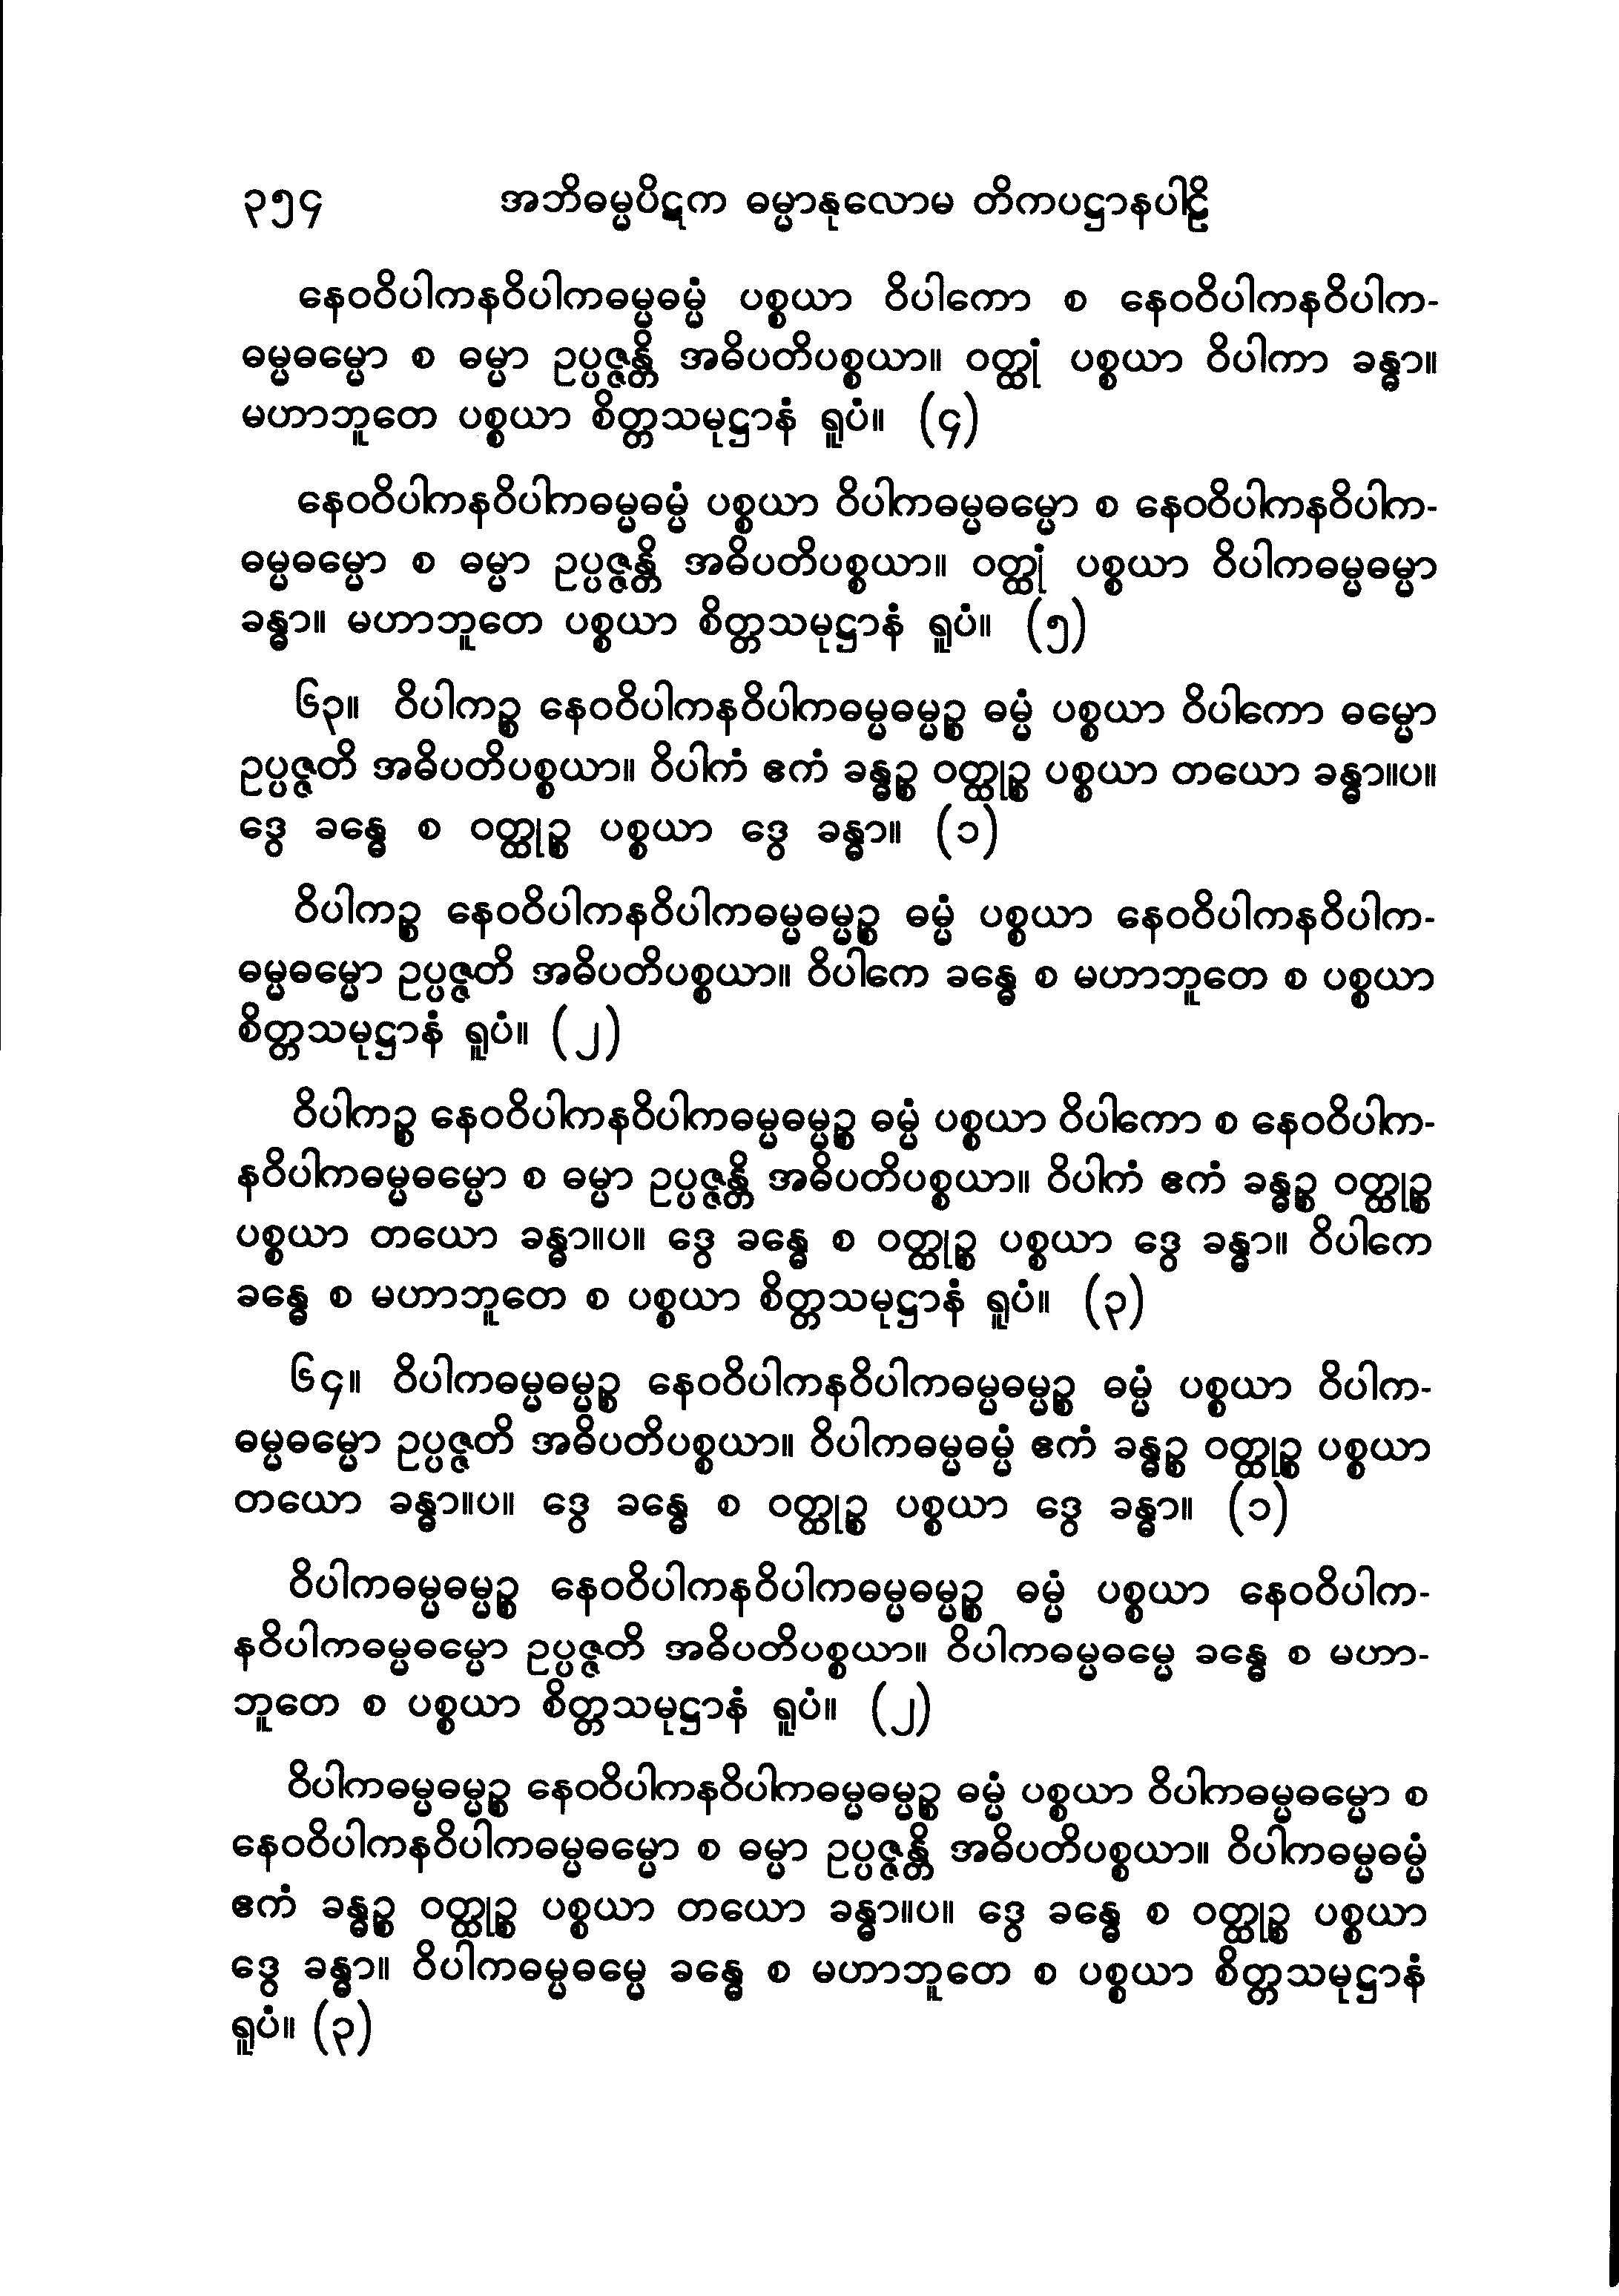 ၃၅၄ အဘိဓမ္မပိဋက ဓမ္မာနုလောမ တိကပဋ္ဌာနပါဠိ
နေဝဝိပါကနဝိပါကဓမ္မဓမ္မံ ပစ္စယာ ဝိပါကော စ နေဝဝိပါကနဝိပါက-
ဓမ္မဓမ္မော စ ဓမ္မာ ဥပ္ပဇ္ဇန္တိ အဓိပတိပစ္စယာ။ ဝတ္ထုံ ပစ္စယာ ဝိပါကာ ခန္ဓာ။
မဟာဘူတေ ပစ္စယာ စိတ္တသမုဋ္ဌာနံ ရူပံ။ (၄)
နေဝဝိပါကနဝိပါကဓမ္မဓမ္မံ ပစ္စယာ ဝိပါကဓမ္မဓမ္မော စ နေဝဝိပါကနဝိပါက-
ဓမ္မဓမ္မော စ ဓမ္မာ ဥပ္ပဇ္ဇန္တိ အဓိပတိပစ္စယာ။ ဝတ္ထုံ ပစ္စယာ ဝိပါကဓမ္မဓမ္မာ
ခန္ဓာ။ မဟာဘူတေ ပစ္စယာ စိတ္တသမုဋ္ဌာနံ ရူပံ။ (၅)
၆၃။ ဝိပါကဉ္စ နေဝဝိပါကနဝိပါကဓမ္မဓမ္မဉ္စ ဓမ္မံ ပစ္စယာ ဝိပါကော ဓမ္မော
ဥပ္ပဇ္ဇတိ အဓိပတိပစ္စယာ။ ဝိပါကံ ဧကံ ခန္ဓဉ္စ ဝတ္ထုဉ္စ ပစ္စယာ တယော ခန္ဓာ။ပ။
ဒွေ ခန္ဓေ စ ဝတ္ထုဉ္စ ပစ္စယာ ဒွေ ခန္ဓာ။ (၁)
ဝိပါကဉ္စ နေဝဝိပါကနဝိပါကဓမ္မဓမ္မဉ္စ ဓမ္မံ ပစ္စယာ နေဝဝိပါကနဝိပါက-
ဓမ္မဓမ္မော ဥပ္ပဇ္ဇတိ အဓိပတိပစ္စယာ။ ဝိပါကေ ခန္ဓေ စ မဟာဘူတေ စ ပစ္စယာ
စိတ္တသမုဋ္ဌာနံ ရူပံ။ (၂)
ဝိပါကဉ္စ နေဝဝိပါကနဝိပါကဓမ္မဓမ္မဉ္စ ဓမ္မံ ပစ္စယာ ဝိပါကော စ နေဝဝိပါက-
နဝိပါကဓမ္မဓမ္မော စ ဓမ္မာ ဥပ္ပဇ္ဇန္တိ အဓိပတိပစ္စယာ။ ဝိပါကံ ဧကံ ခန္ဓဉ္စ ဝတ္ထုဉ္စ
ပစ္စယာ တယော ခန္ဓာ။ပ။ ဒွေ ခန္ဓေ စ ဝတ္ထုဉ္စ ပစ္စယာ ဒွေ ခန္ဓာ။ ဝိပါကေ
ခန္ဓေ စ မဟာဘူတေ စ ပစ္စယာ စိတ္တသမုဋ္ဌာနံ ရူပံ။ (၃)
၆၄။ ဝိပါကဓမ္မဓမ္မဉ္စ နေဝဝိပါကနဝိပါကဓမ္မဓမ္မဉ္စ ဓမ္မံ ပစ္စယာ ဝိပါက-
ဓမ္မဓမ္မော ဥပ္ပဇ္ဇတိ အဓိပတိပစ္စယာ။ ဝိပါကဓမ္မဓမ္မံ ဧကံ ခန္ဓဉ္စ ဝတ္ထုဉ္စ ပစ္စယာ
တယော ခန္ဓာ။ပ။ ဒွေ ခန္ဓေ စ ဝတ္ထုဉ္စ ပစ္စယာ ဒွေ ခန္ဓာ။ (၁)
ဝိပါကဓမ္မဓမ္မဉ္စ နေဝဝိပါကနဝိပါကဓမ္မဓမ္မဉ္စ ဓမ္မံ ပစ္စယာ နေဝဝိပါက-
နဝိပါကဓမ္မဓမ္မော ဥပ္ပဇ္ဇတိ အဓိပတိပစ္စယာ။ ဝိပါကဓမ္မဓမ္မေ ခန္ဓေ စ မဟာ-
ဘူတေ စ ပစ္စယာ စိတ္တသမုဋ္ဌာနံ ရူပံ။ (၂)
ဝိပါကဓမ္မဓမ္မဉ္စ နေဝဝိပါကနဝိပါကဓမ္မဓမ္မဉ္စ ဓမ္မံ ပစ္စယာ ဝိပါကဓမ္မဓမ္မော စ
နေဝဝိပါကနဝိပါကဓမ္မဓမ္မော စ ဓမ္မာ ဥပ္ပဇ္ဇန္တိ အဓိပတိပစ္စယာ။ ဝိပါကဓမ္မဓမ္မံ
ဧကံ ခန္ဓဉ္စ ဝတ္ထုဉ္စ ပစ္စယာ တယော ခန္ဓာ။ပ။ ဒွေ ခန္ဓေ စ ဝတ္ထုဉ္စ ပစ္စယာ
ဒွေ ခန္ဓာ။ ဝိပါကဓမ္မဓမ္မေ ခန္ဓေ စ မဟာဘူတေ စ ပစ္စယာ စိတ္တသမုဋ္ဌာနံ
ရူပံ။ (၃)